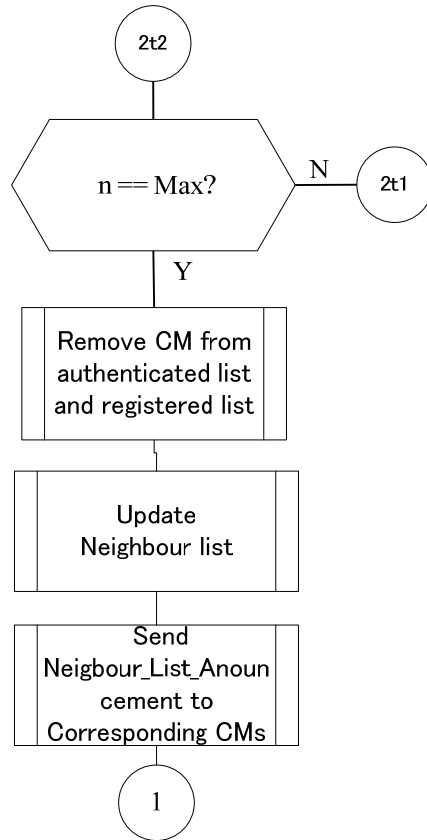 2t2
n == Max?
N
2t1
Y
Remove CM from
authenticated list
and registered list
Update
Neighbour list
Send
Neigbour_List_Anoun
cement to
Corresponding CMs
1